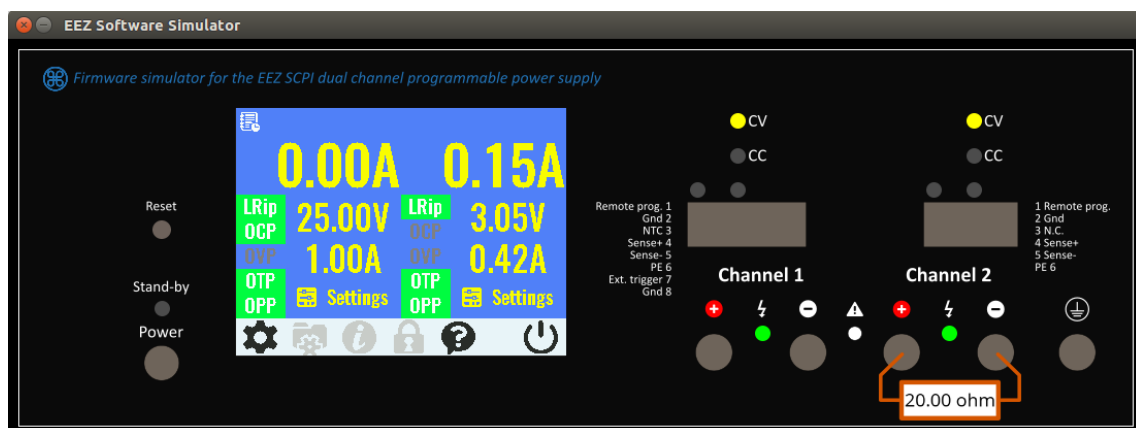 EEZ Software Simulator
Firmware simulator for the EEZ SCPI dual channel programmable power supply
0.00A 0.15A
LRip 25.00V LRip 3.05V
OCP OCP
OVP 1.00A OVP 0.42A
OTP Settings OTP Settings
OPP OPP
Reset
Stand-by
Power
CV CV
CC CC
Remote prog. 1
Gnd 2
NTC 3
Sense+ 4
Sense- 5
PE 6
Ext. trigger 7
Gnd 8
1 Remote prog.
2 Gnd
3 N.C.
4 Sense+
5 Sense-
PE 6
Channel 1 Channel 2
20.00 ohm